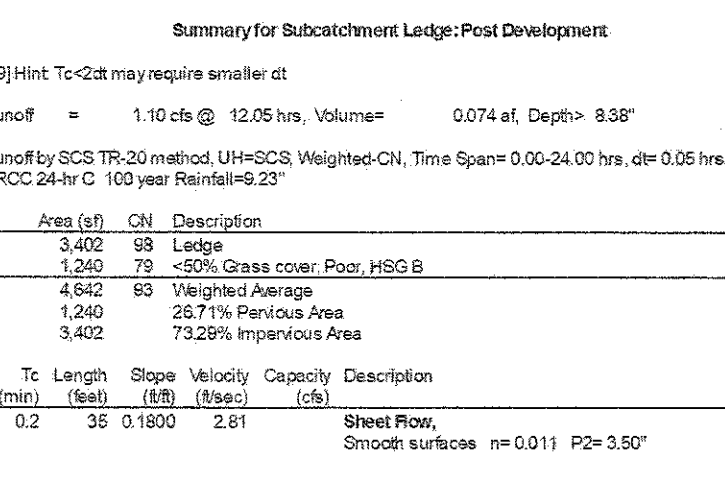 Summary for Subcatchment Ledge: Post Development
9] Hint: Tc<2dt may require smaller dt
unoff = 1.10 cfs @ 12.05 hrs, Volume= 0.074 af, Depth> 8.38"
unoff by SCS TR-20 method, UH=SCS, Weighted-CN, Time Span= 0.00-24.00 hrs, dt= 0.05 hrs
RCC 24-hr C 100 year Rainfall=9.23"
Area (sf) CN Description
3,402 98 Ledge
1,240 79 <50% Grass cover, Poor, HSG B
4,642 93 Weighted Average
1,240 26.71% Pervious Area
3,402 73.29% Impervious Area
Tc Length Slope Velocity Capacity Description
(min) (feet) (ft/ft) (ft/sec) (cfs)
0.2 35 0.1800 2.81 Sheet Flow,
Smooth surfaces n= 0.011 P2= 3.50"